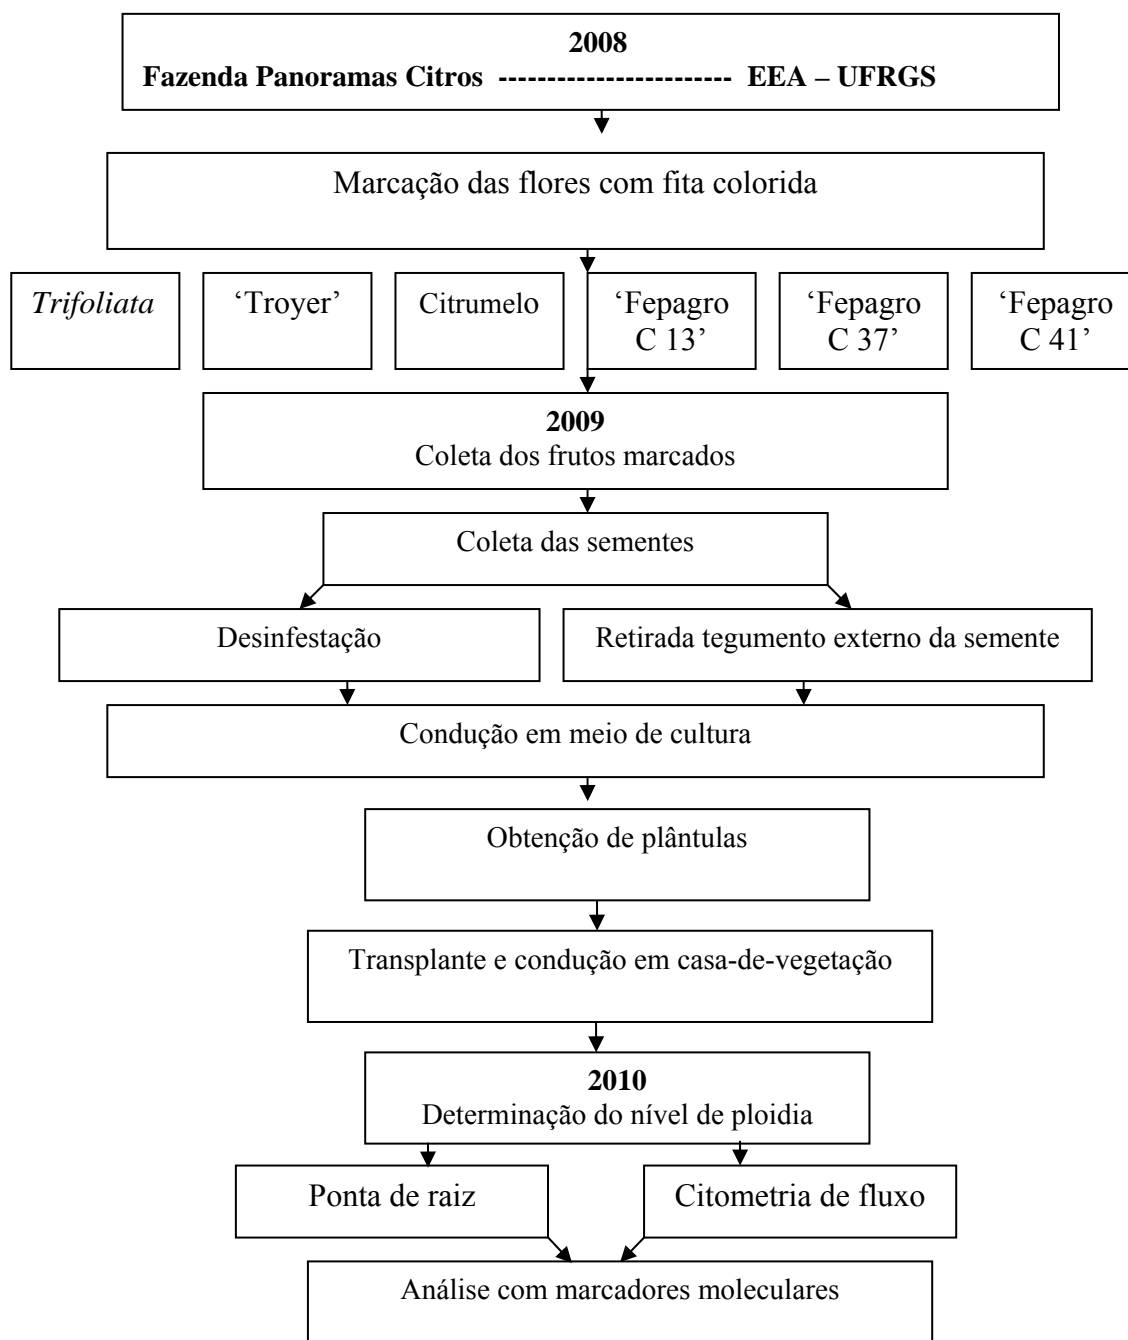 2008
Fazenda Panoramas Citros ------------------------ EEA – UFRGS
Marcação das flores com fita colorida
Trifoliata
‘Troyer’
Citrumelo
‘Fepagro
C 13’
‘Fepagro
C 37’
‘Fepagro
C 41’
2009
Coleta dos frutos marcados
Coleta das sementes
Desinfestação
Retirada tegumento externo da semente
Condução em meio de cultura
Obtenção de plântulas
Transplante e condução em casa-de-vegetação
2010
Determinação do nível de ploidia
Ponta de raiz
Citometria de fluxo
Análise com marcadores moleculares